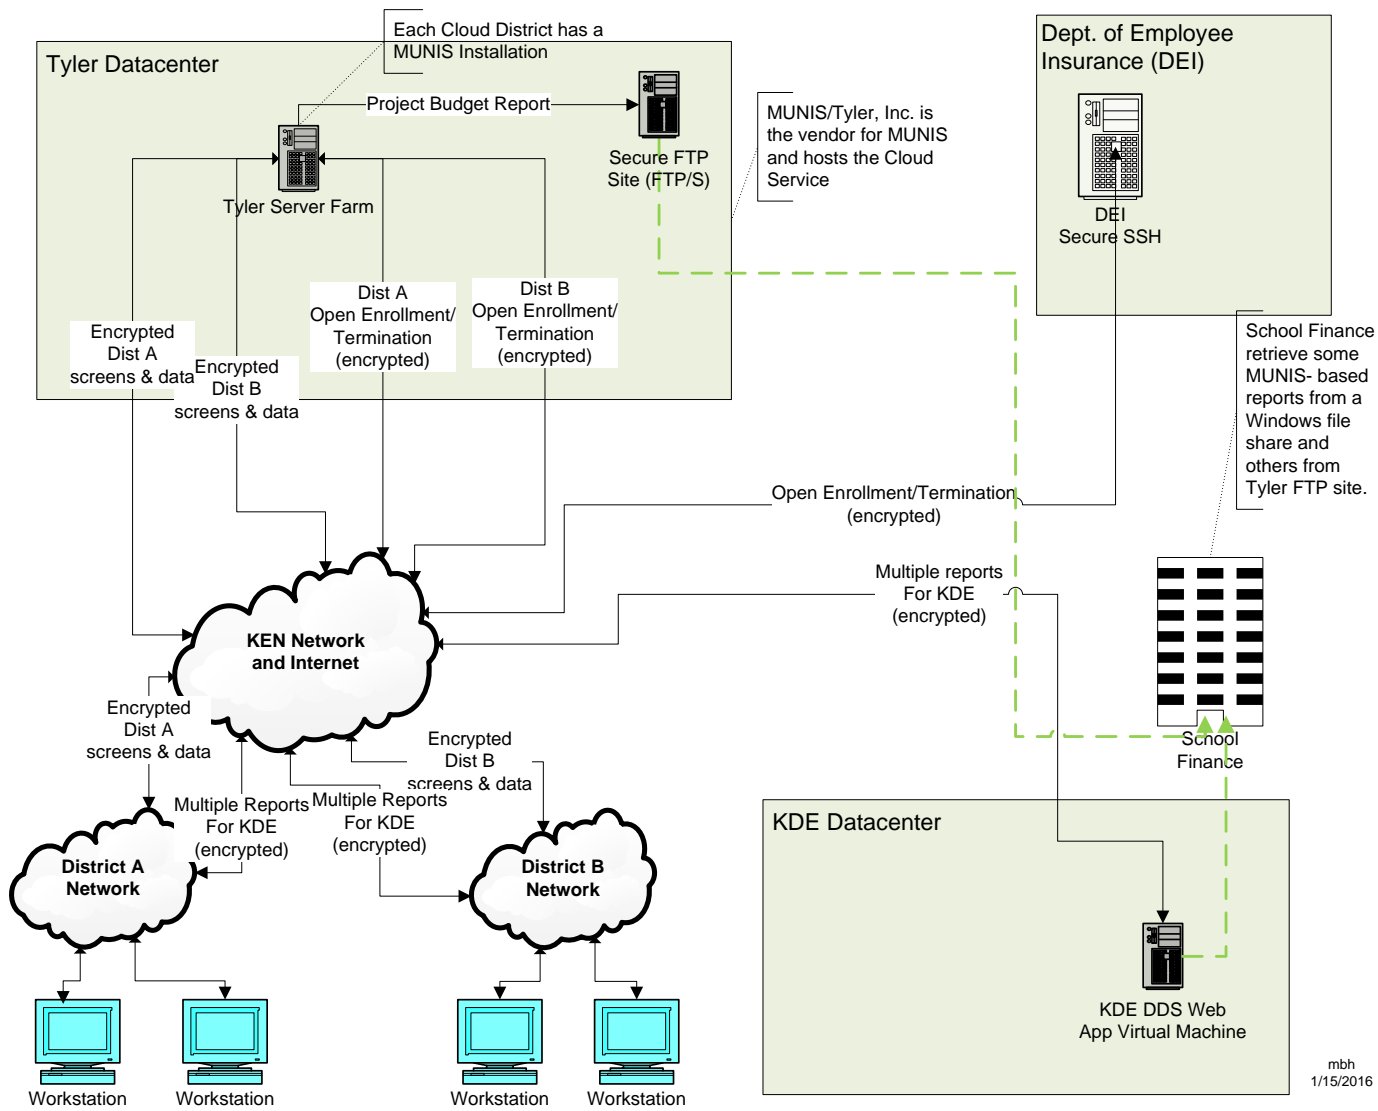 Each Cloud District has a
MUNIS Installation
Tyler Datacenter
Project Budget Report
Secure FTP
Site (FTP/S)
Tyler Server Farm
MUNIS/Tyler, Inc. is
the vendor for MUNIS
and hosts the Cloud
Service
Dept. of Employee
Insurance (DEI)
DEI
Secure SSH
Encrypted
Dist A
screens & data
Encrypted
Dist B
screens & data
Dist A
Open Enrollment/
Termination
(encrypted)
Dist B
Open Enrollment/
Termination
(encrypted)
School Finance
retrieve some
MUNIS- based
reports from a
Windows file
share and
others from
Tyler FTP site.
Open Enrollment/Termination
(encrypted)
Multiple reports
For KDE
(encrypted)
KEN Network
and Internet
School
Finance
Encrypted
Dist A
screens & data
Encrypted
Dist B
screens & data
Multiple Reports
For KDE
(encrypted)
Multiple Reports
For KDE
(encrypted)
District A
Network
District B
Network
KDE Datacenter
KDE DDS Web
App Virtual Machine
Workstation
Workstation
Workstation
Workstation
mbh
1/15/2016